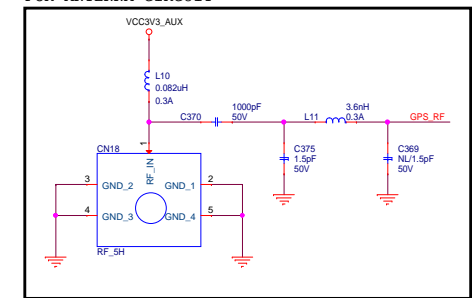 VCC3V3_AUX
L10
0.082uH
0.3A
C370
1000pF
50V
L11
3.6nH
0.3A
GPS_RF
CN18
1
RF_IN
C375
1.5pF
50V
C369
NL/1.5pF
50V
3
GND_2
GND_1
2
4
GND_3
GND_4
5
RF_5H